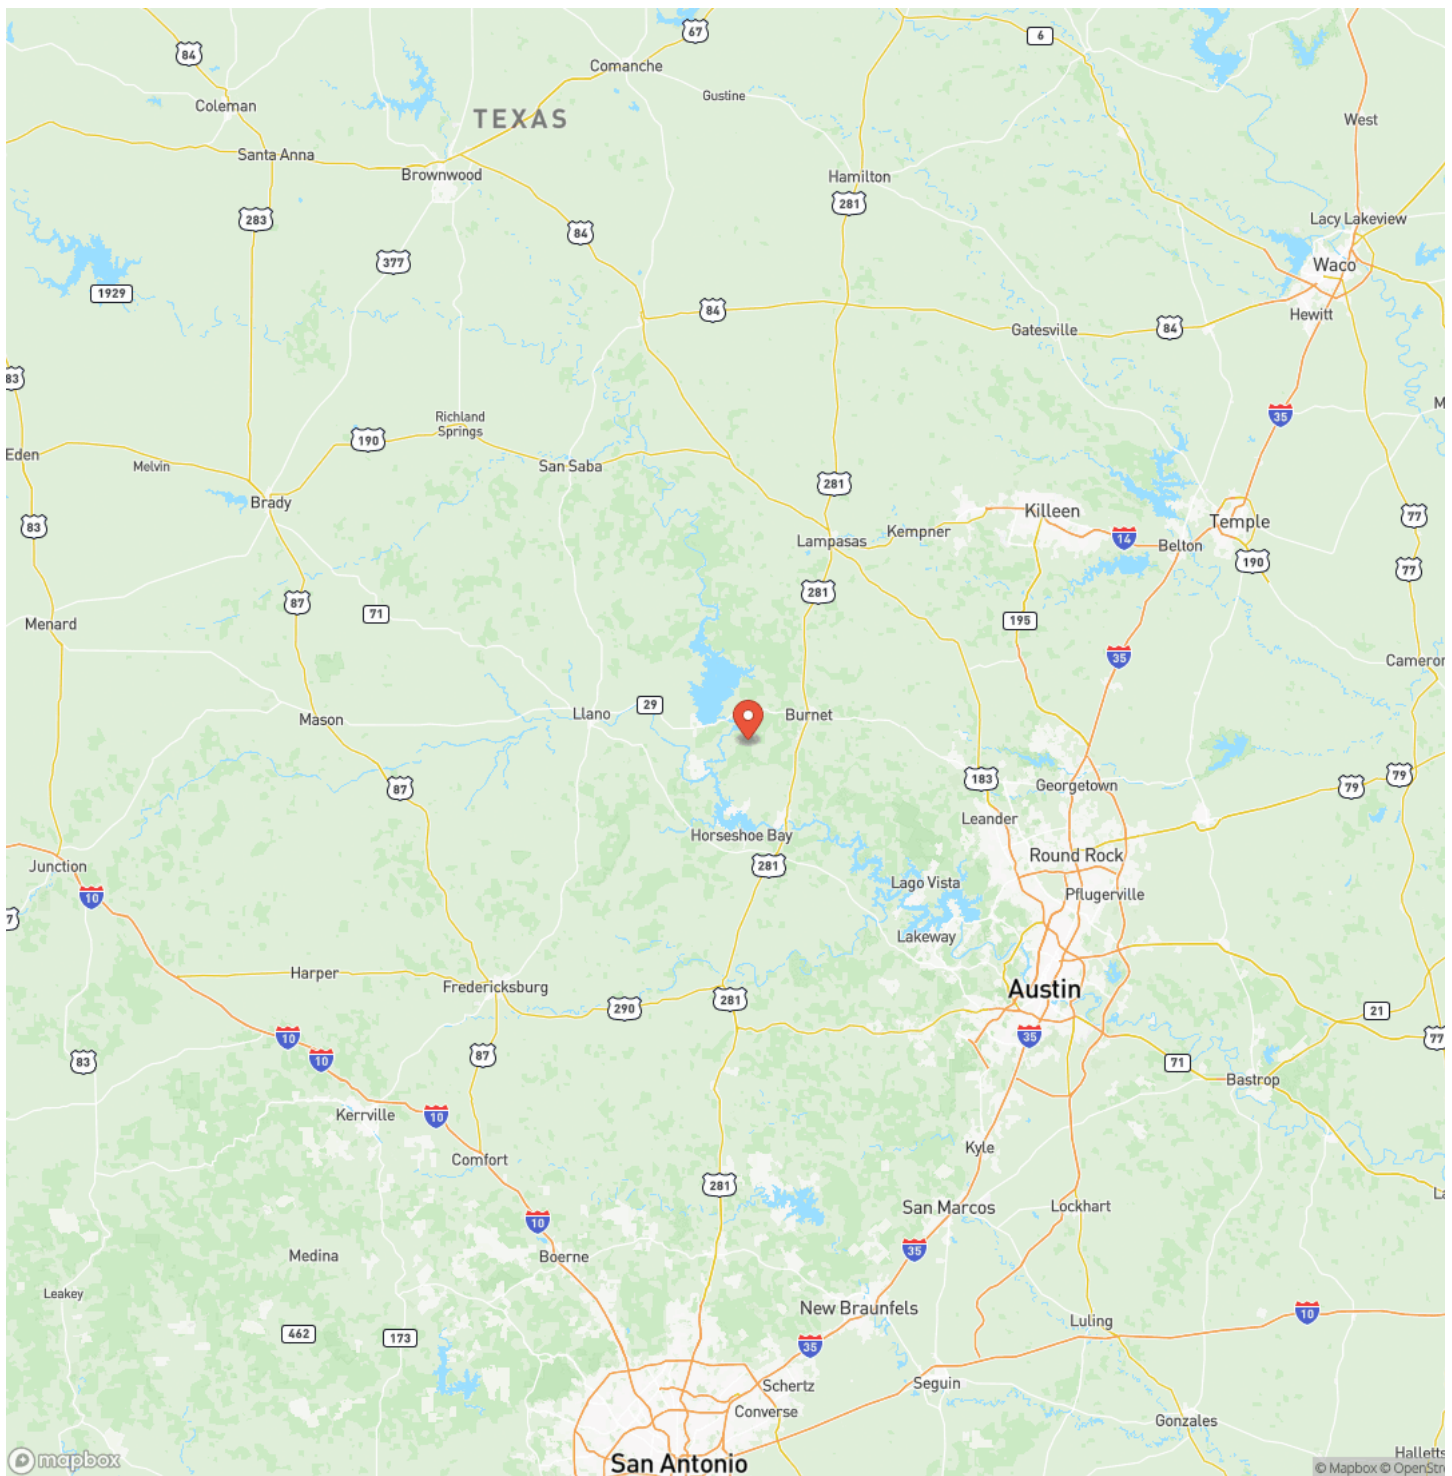 67
6
84
Comanche
Gustine
Coleman
TEXAS
West
Santa Anna
Brownwood
Hamilton
281
283
Lacy Lakeview
84
377
Waco
1929
84
Hewitt
84
Gatesville
83
35
Richland
Springs
190
Eden
Melvin
San Saba
281
Brady
Killeen
77
83
Temple
Kempner
Lampasas
14
Belton
190
77
281
87
71
195
Menard
35
Cameron
29
Llano
Burnet
Mason
183
79
79
87
Georgetown
Leander
Horseshoe Bay
Round Rock
281
Junction
Lago Vista
Pflugerville
10
7
Lakeway
Harper
Fredericksburg
Austin
281
290
21
10
35
77
87
10
83
71
Bastrop
Kerrville
10
Kyle
Comfort
281
La
San Marcos
Lockhart
10
35
Medina
Boerne
Leakey
New Braunfels
10
Luling
462
173
35
Schertz
Seguin
Converse
Gonzales
Halletts
mapbox
San Antonio
© Mapbox © OpenStre